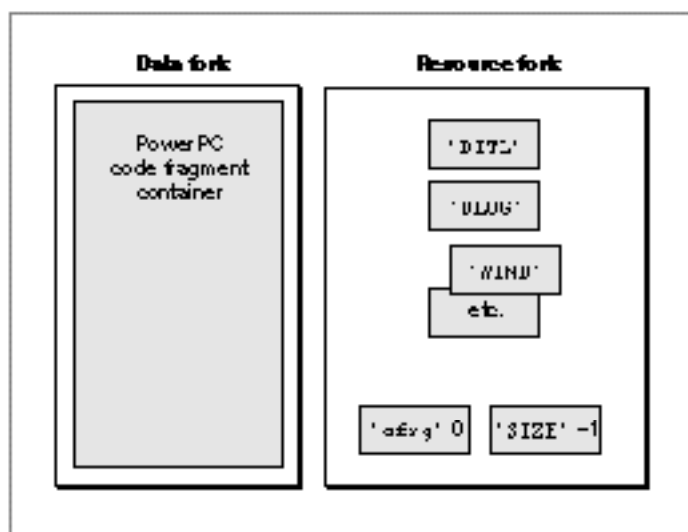 Data fork
Resource fork
PowerPC
code fragment
container
'DITL'
'DLOG'
'WIND'
etc.
'cfrg' 0
'SIZE' -1